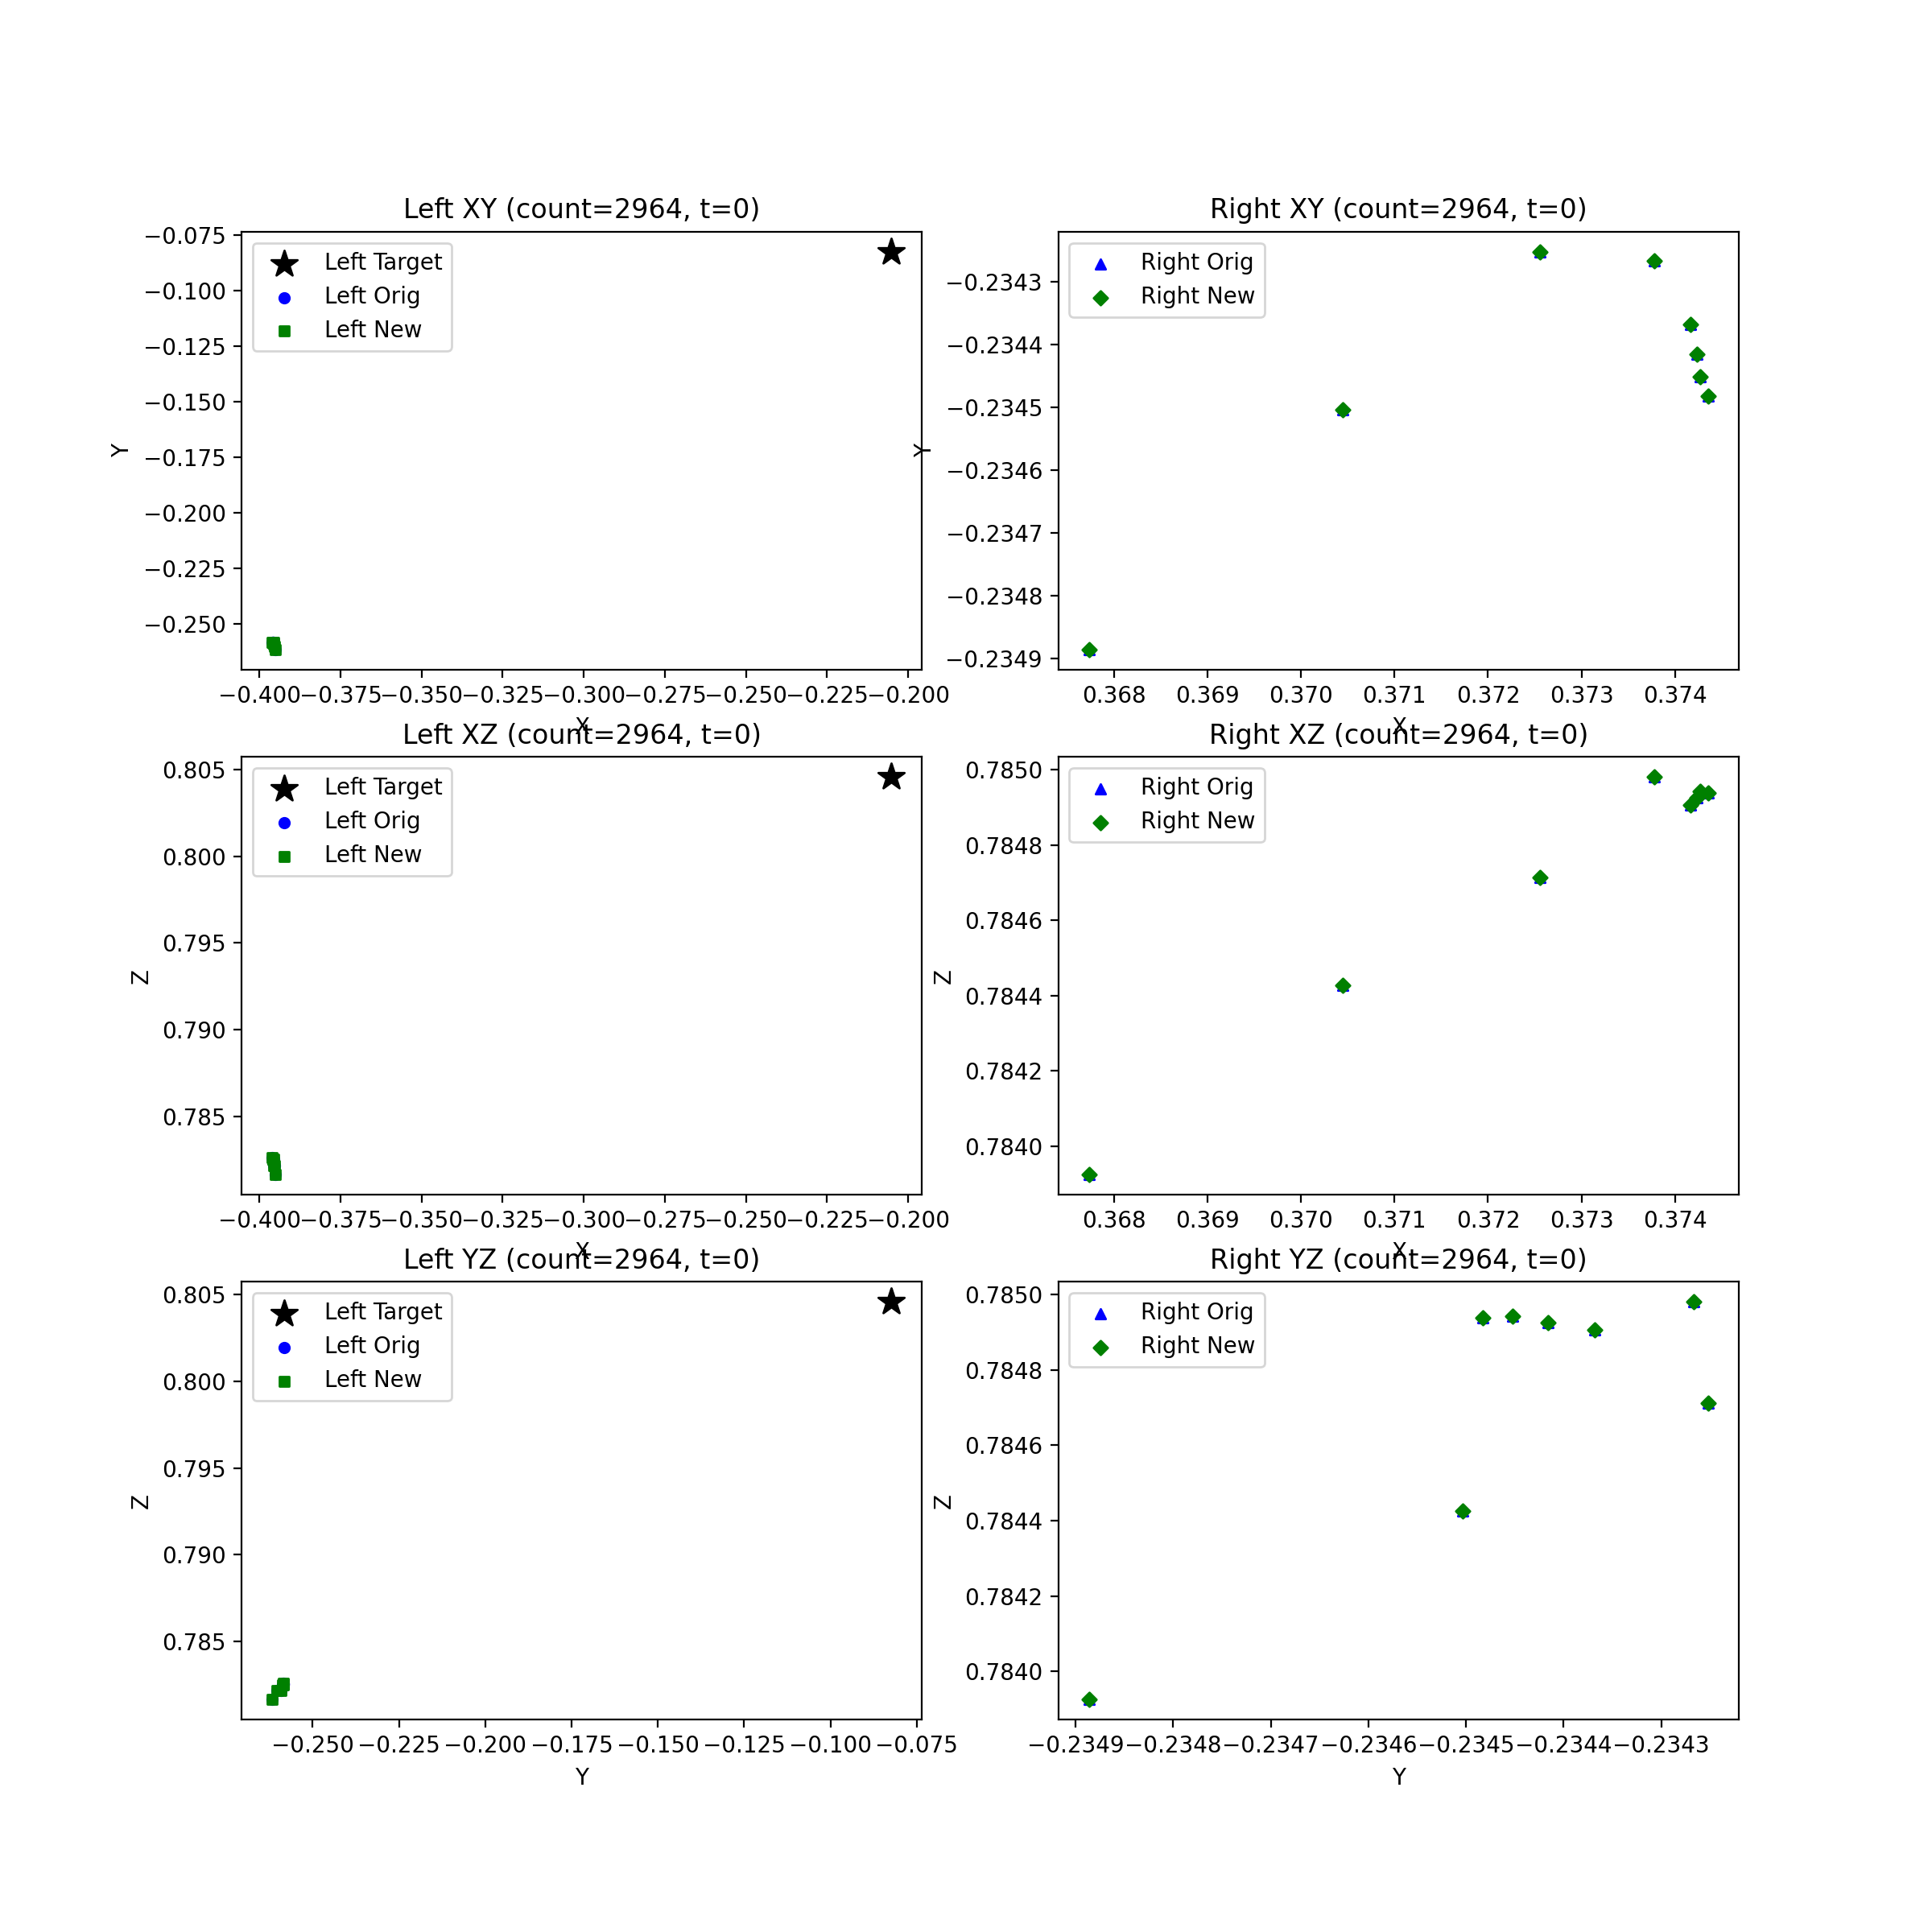 Left XY (count=2964, t=0)
−0.075
−0.100
−0.125
−0.150
−0.175
−0.200
−0.225
−0.250
Y
Left Target
Left Orig
Left New
−0.400 −0.375 −0.350 −0.325 −0.300 −0.275 −0.250 −0.225 −0.200
X
Right XY (count=2964, t=0)
−0.2343
−0.2344
−0.2345
−0.2346
−0.2347
−0.2348
−0.2349
Y
Right Orig
Right New
0.368 0.369 0.370 0.371 0.372 0.373 0.374
X
Left XZ (count=2964, t=0)
0.805
0.800
0.795
0.790
0.785
Z
Left Target
Left Orig
Left New
−0.400 −0.375 −0.350 −0.325 −0.300 −0.275 −0.250 −0.225 −0.200
X
Right XZ (count=2964, t=0)
0.7850
0.7848
0.7846
0.7844
0.7842
0.7840
Z
Right Orig
Right New
0.368 0.369 0.370 0.371 0.372 0.373 0.374
X
Left YZ (count=2964, t=0)
0.805
0.800
0.795
0.790
0.785
Z
Left Target
Left Orig
Left New
−0.250 −0.225 −0.200 −0.175 −0.150 −0.125 −0.100 −0.075
Y
Right YZ (count=2964, t=0)
0.7850
0.7848
0.7846
0.7844
0.7842
0.7840
Z
Right Orig
Right New
−0.2349 −0.2348 −0.2347 −0.2346 −0.2345 −0.2344 −0.2343
Y